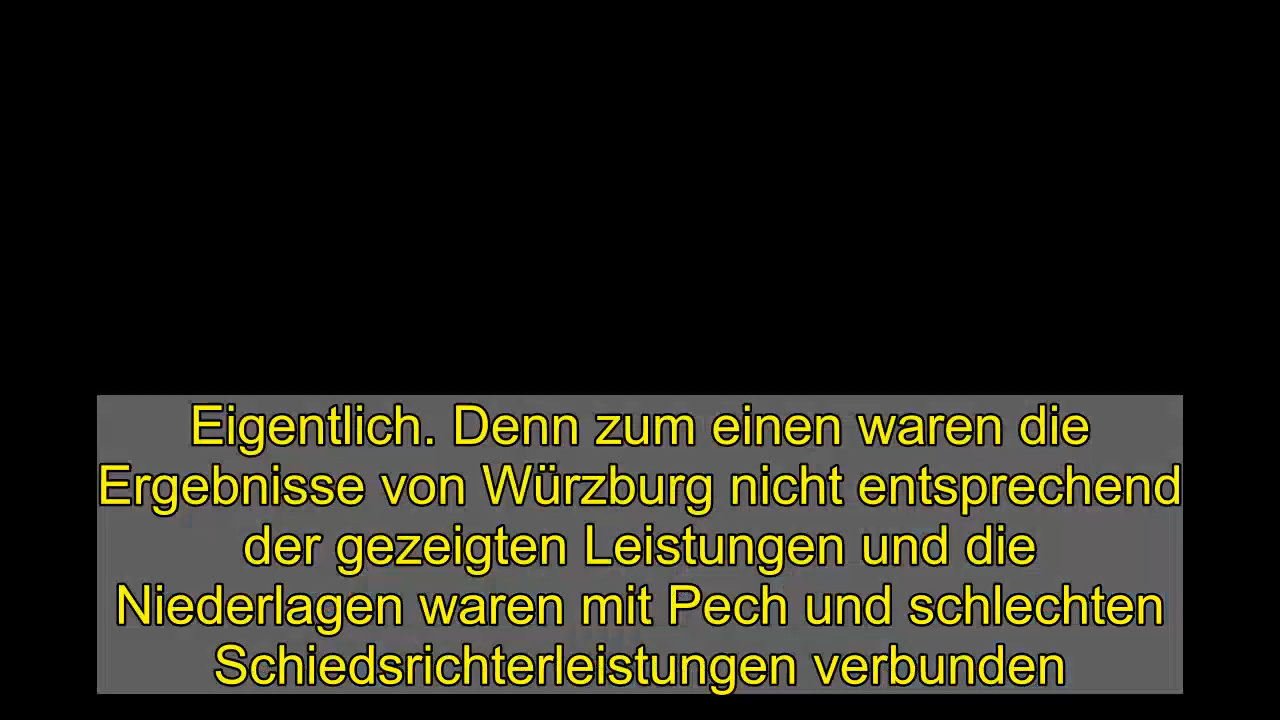 Eigentlich. Denn zum einen waren die
Ergebnisse von Würzburg nicht entsprechend
der gezeigten Leistungen und die
Niederlagen waren mit Pech und schlechten
Schiedsrichterleistungen verbunden